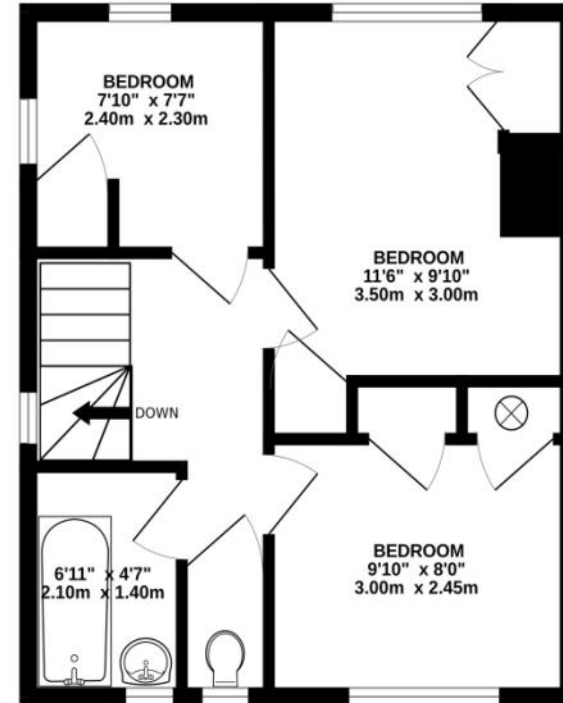 BEDROOM
7'10" x 7'7"
2.40m x 2.30m
BEDROOM
11'6" x 9'10"
3.50m x 3.00m
DOWN
6'11" x 4'7"
2.10m x 1.40m
BEDROOM
9'10" x 8'0"
3.00m x 2.45m